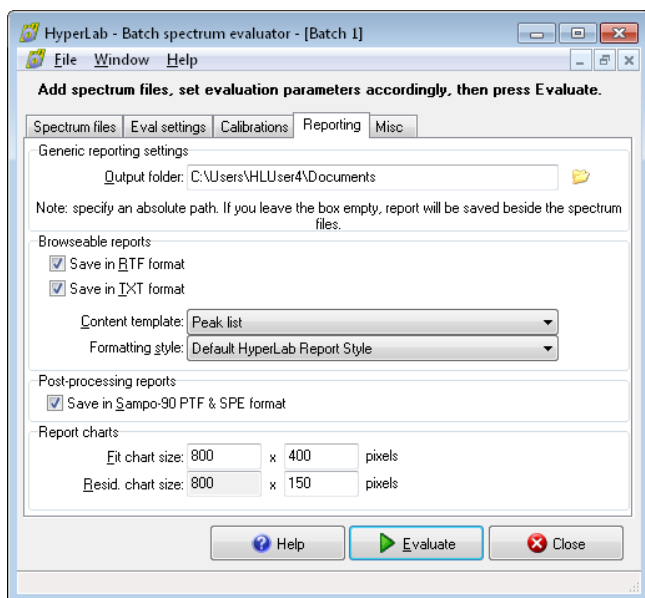 HyperLab - Batch spectrum evaluator - [Batch 1]
File Window Help
Add spectrum files, set evaluation parameters accordingly, then press Evaluate.
Spectrum files Eval settings Calibrations Reporting Misc
Generic reporting settings
Output folder: C:\Users\HLUser4\Documents
Note: specify an absolute path. If you leave the box empty, report will be saved beside the spectrum
files.
Browseable reports
Save in RTF format
Save in TXT format
Content template: Peak list
Formatting style: Default HyperLab Report Style
Post-processing reports
Save in Sampo-90 PTF & SPE format
Report charts
Fit chart size: 800 x 400 pixels
Resid. chart size: 800 x 150 pixels
Help Evaluate Close